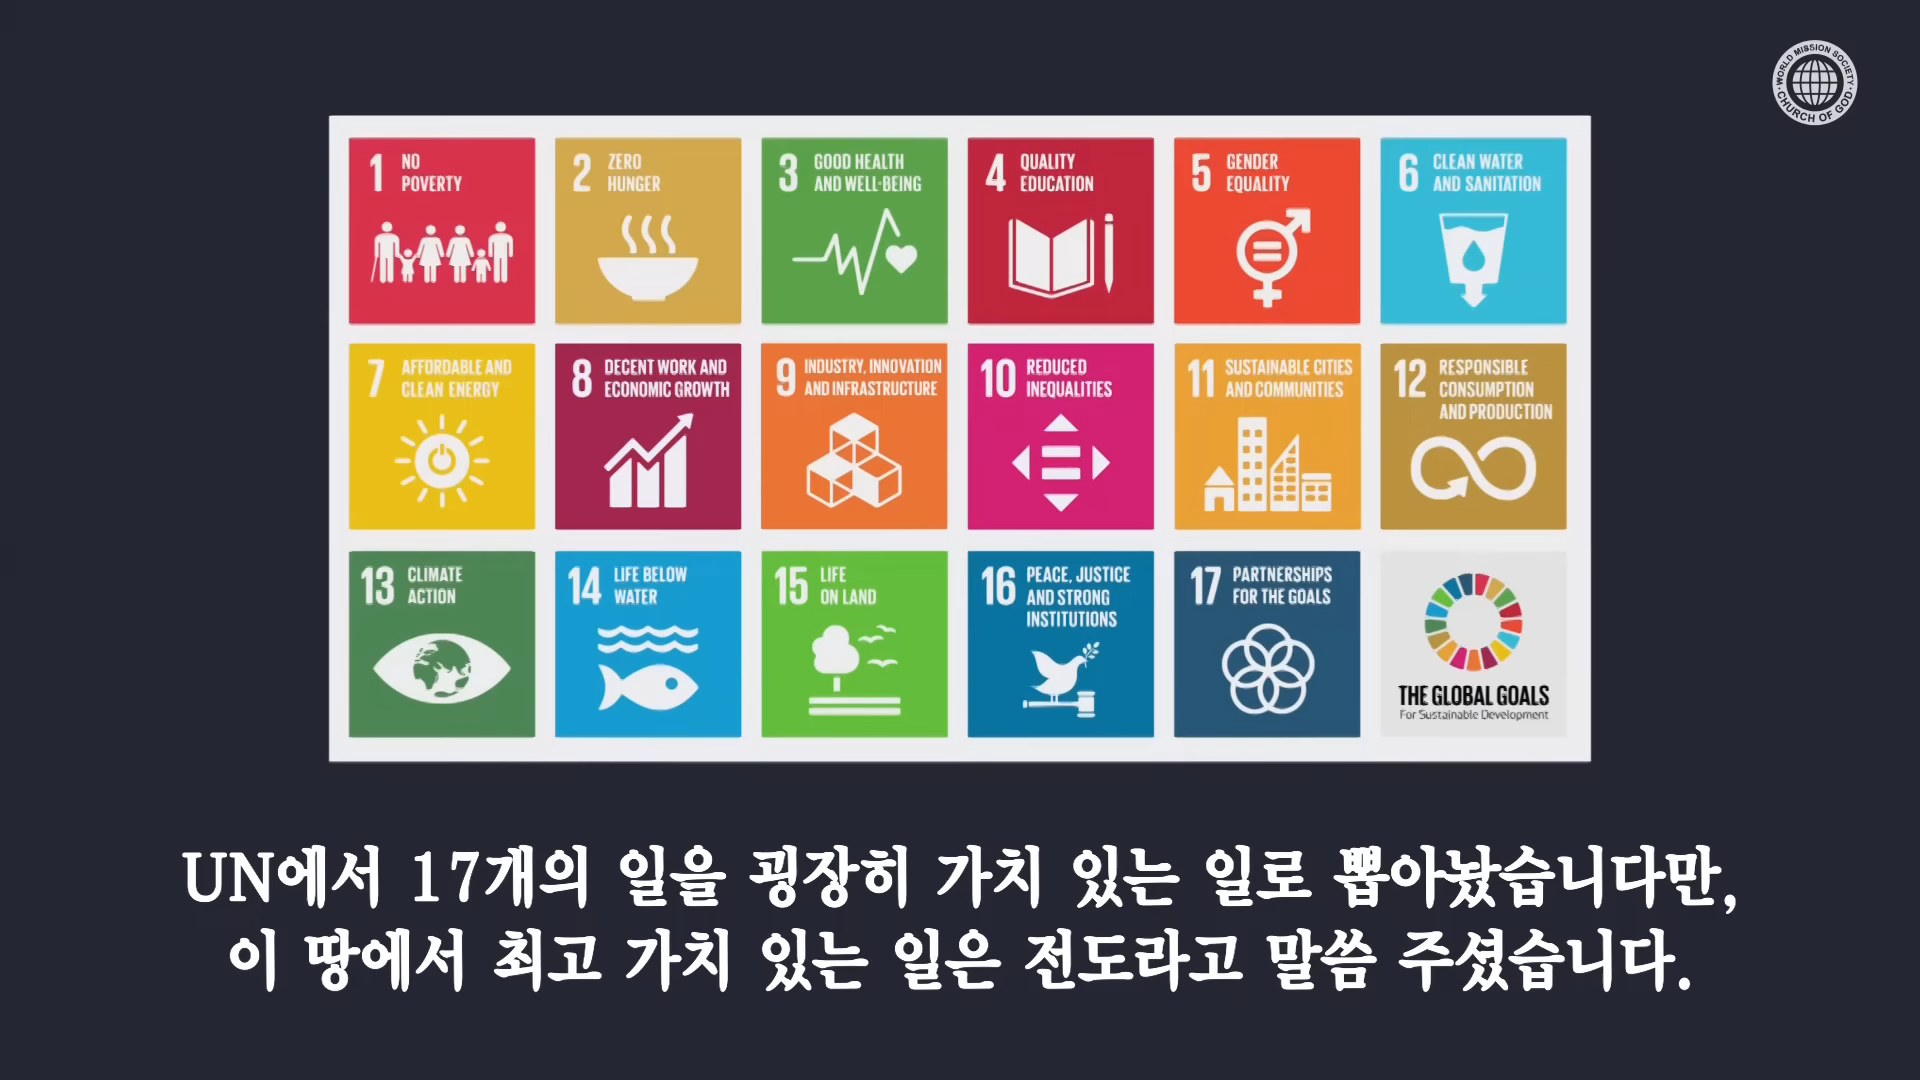 WORLD MISSION SOCIETY
CHURCH OF GOD
1 NO
POVERTY
2 ZERO
HUNGER
3 GOOD HEALTH
AND WELL-BEING
4 QUALITY
EDUCATION
5 GENDER
EQUALITY
6 CLEAN WATER
AND SANITATION
7 AFFORDABLE AND
CLEAN ENERGY
8 DECENT WORK AND
ECONOMIC GROWTH
9 INDUSTRY, INNOVATION
AND INFRASTRUCTURE
10 REDUCED
INEQUALITIES
11 SUSTAINABLE CITIES
AND COMMUNITIES
12 RESPONSIBLE
CONSUMPTION
AND PRODUCTION
13 CLIMATE
ACTION
14 LIFE BELOW
WATER
15 LIFE
ON LAND
16 PEACE, JUSTICE
AND STRONG
INSTITUTIONS
17 PARTNERSHIPS
FOR THE GOALS
THE GLOBAL GOALS
For Sustainable Development
UN에서 17개의 일을 굉장히 가치 있는 일로 뽑아놨습니다만,
이 땅에서 최고 가치 있는 일은 전도라고 말씀 주셨습니다.